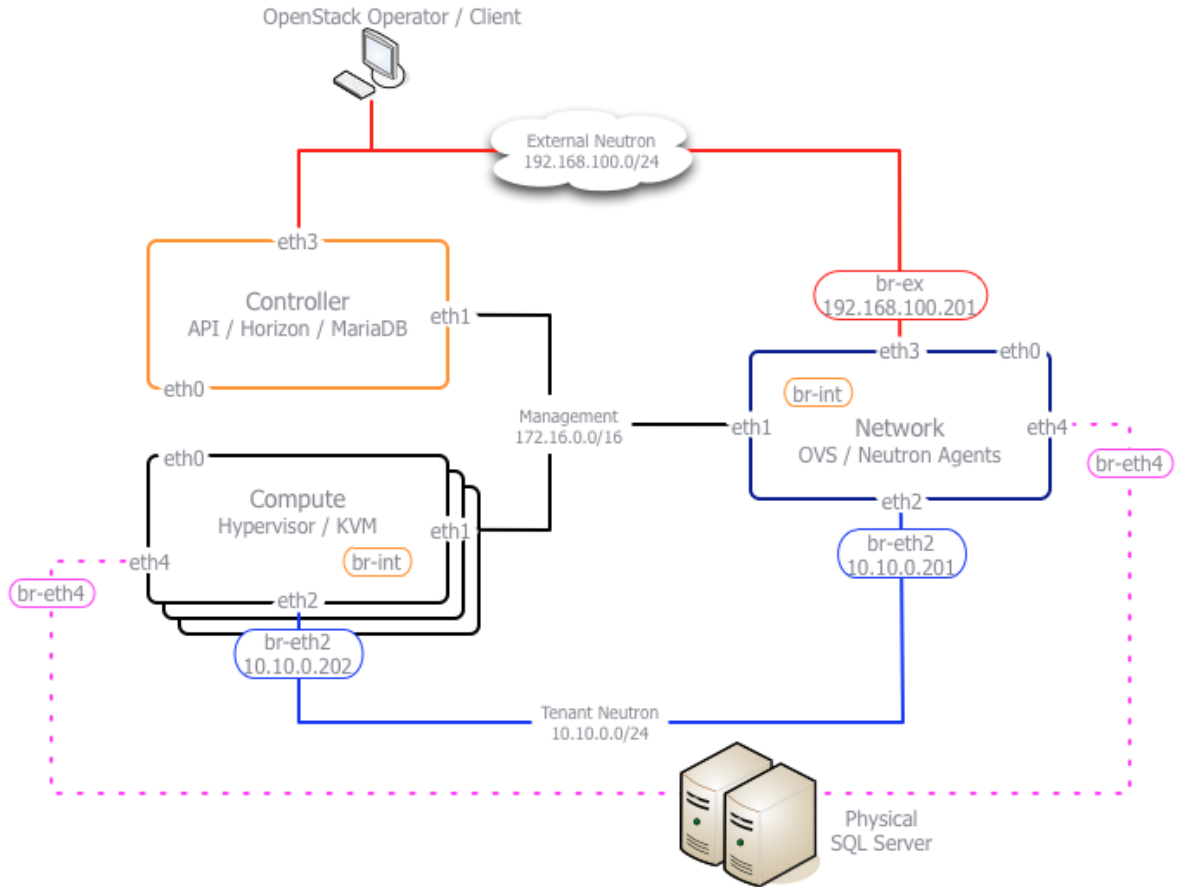 OpenStack Operator / Client
External Neutron
192.168.100.0/24
eth3
Controller
API / Horizon / MariaDB
eth1
eth0
br-ex
192.168.100.201
eth3
eth0
br-int
eth1
Network
OVS / Neutron Agents
eth4
eth2
br-eth4
Management
172.16.0.0/16
eth0
Compute
Hypervisor / KVM
eth1
br-int
eth4
eth2
br-eth4
br-eth2
10.10.0.202
br-eth2
10.10.0.201
Tenant Neutron
10.10.0.0/24
Physical
SQL Server